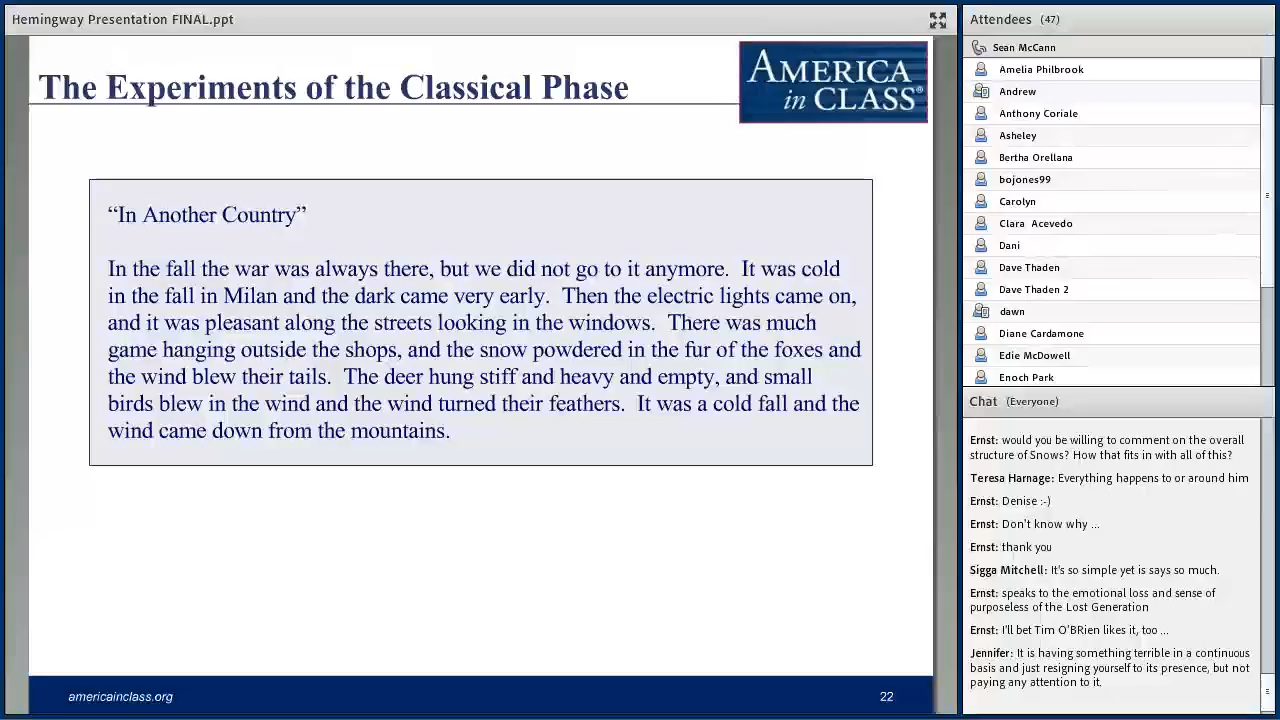 Hemingway Presentation FINAL.ppt
The Experiments of the Classical Phase
AMERICA
in CLASS®
“In Another Country”
In the fall the war was always there, but we did not go to it anymore.  It was cold
in the fall in Milan and the dark came very early.  Then the electric lights came on,
and it was pleasant along the streets looking in the windows.  There was much
game hanging outside the shops, and the snow powdered in the fur of the foxes and
the wind blew their tails.  The deer hung stiff and heavy and empty, and small
birds blew in the wind and the wind turned their feathers.  It was a cold fall and the
wind came down from the mountains.
americainclass.org
22
Attendees (47)
Sean McCann
Amelia Philbrook
Andrew
Anthony Coriale
Asheley
Bertha Orellana
bojones99
Carolyn
Clara  Acevedo
Dani
Dave Thaden
Dave Thaden 2
dawn
Diane Cardamone
Edie McDowell
Enoch Park
Chat (Everyone)
Ernst: would you be willing to comment on the overall
structure of Snows? How that fits in with all of this?
Teresa Harnage: Everything happens to or around him
Ernst: Denise :-)
Ernst: Don't know why ...
Ernst: thank you
Sigga Mitchell: It's so simple yet is says so much.
Ernst: speaks to the emotional loss and sense of
purposeless of the Lost Generation
Ernst: I'll bet Tim O'BRien likes it, too ...
Jennifer: It is having something terrible in a continuous
basis and just resigning yourself to its presence, but not
paying any attention to it.